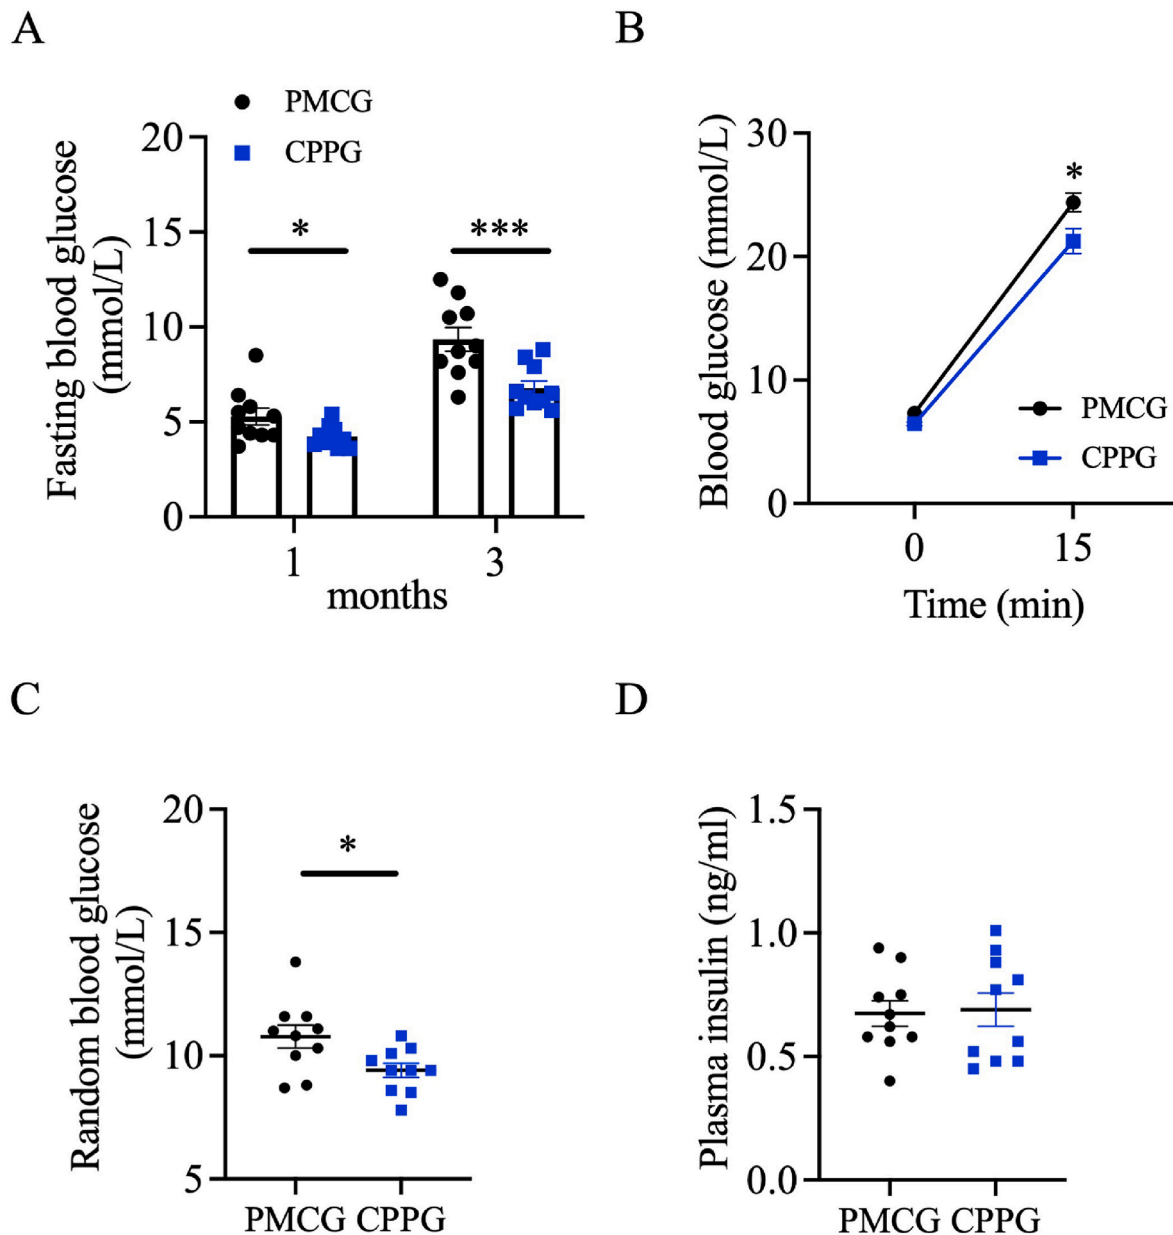 A
PMCG
CPPG
Fasting blood glucose
(mmol/L)
20
15
10
5
0
*
***
1
3
months
B
Blood glucose (mmol/L)
30
20
10
0
*
PMCG
CPPG
0
15
Time (min)
C
Random blood glucose
(mmol/L)
20
15
10
5
*
PMCG CPPG
D
Plasma insulin (ng/ml)
1.5
1.0
0.5
0.0
PMCG CPPG